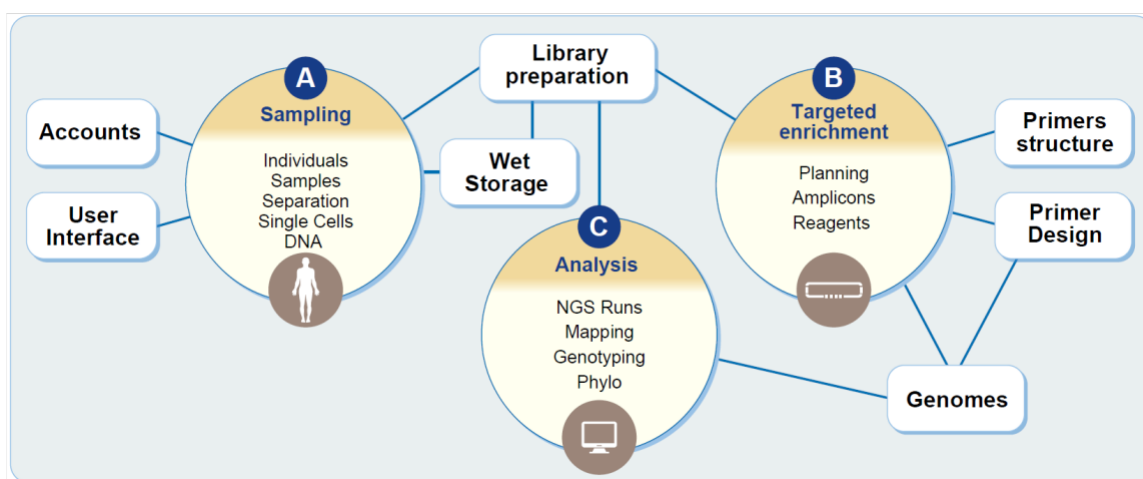 Library
preparation
A
Sampling
Individuals
Samples
Separation
Single Cells
DNA
Accounts
User
Interface
Wet
Storage
B
Targeted
enrichment
Planning
Amplicons
Reagents
Primers
structure
Primer
Design
C
Analysis
NGS Runs
Mapping
Genotyping
Phylo
Genomes